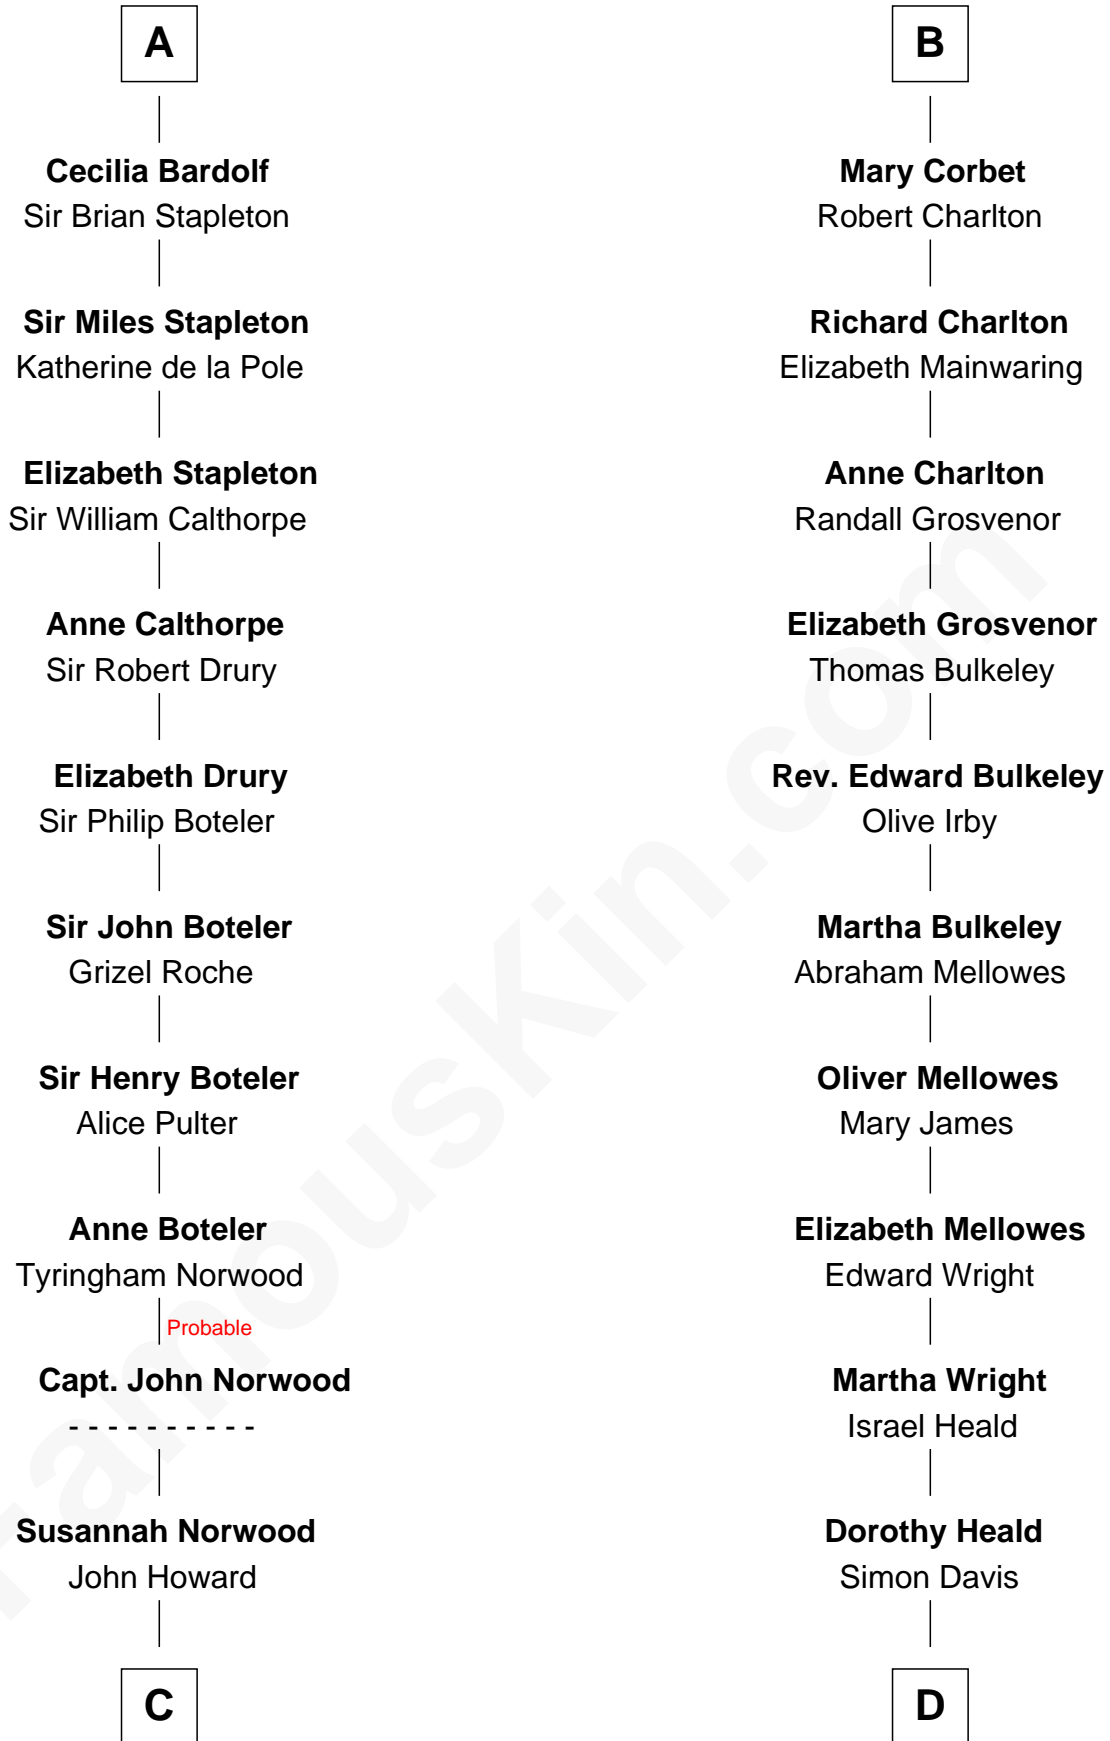 A
Cecilia Bardolf
Sir Brian Stapleton
Sir Miles Stapleton
Katherine de la Pole
Elizabeth Stapleton
Sir William Calthorpe
Anne Calthorpe
Sir Robert Drury
Elizabeth Drury
Sir Philip Boteler
Sir John Boteler
Grizel Roche
Sir Henry Boteler
Alice Pulter
Anne Boteler
Tyringham Norwood
Probable
Capt. John Norwood
- - - - - - - - - -
Susannah Norwood
John Howard
C
B
Mary Corbet
Robert Charlton
Richard Charlton
Elizabeth Mainwaring
Anne Charlton
Randall Grosvenor
Elizabeth Grosvenor
Thomas Bulkeley
Rev. Edward Bulkeley
Olive Irby
Martha Bulkeley
Abraham Mellowes
Oliver Mellowes
Mary James
Elizabeth Mellowes
Edward Wright
Martha Wright
Israel Heald
Dorothy Heald
Simon Davis
D
FamousKin.com